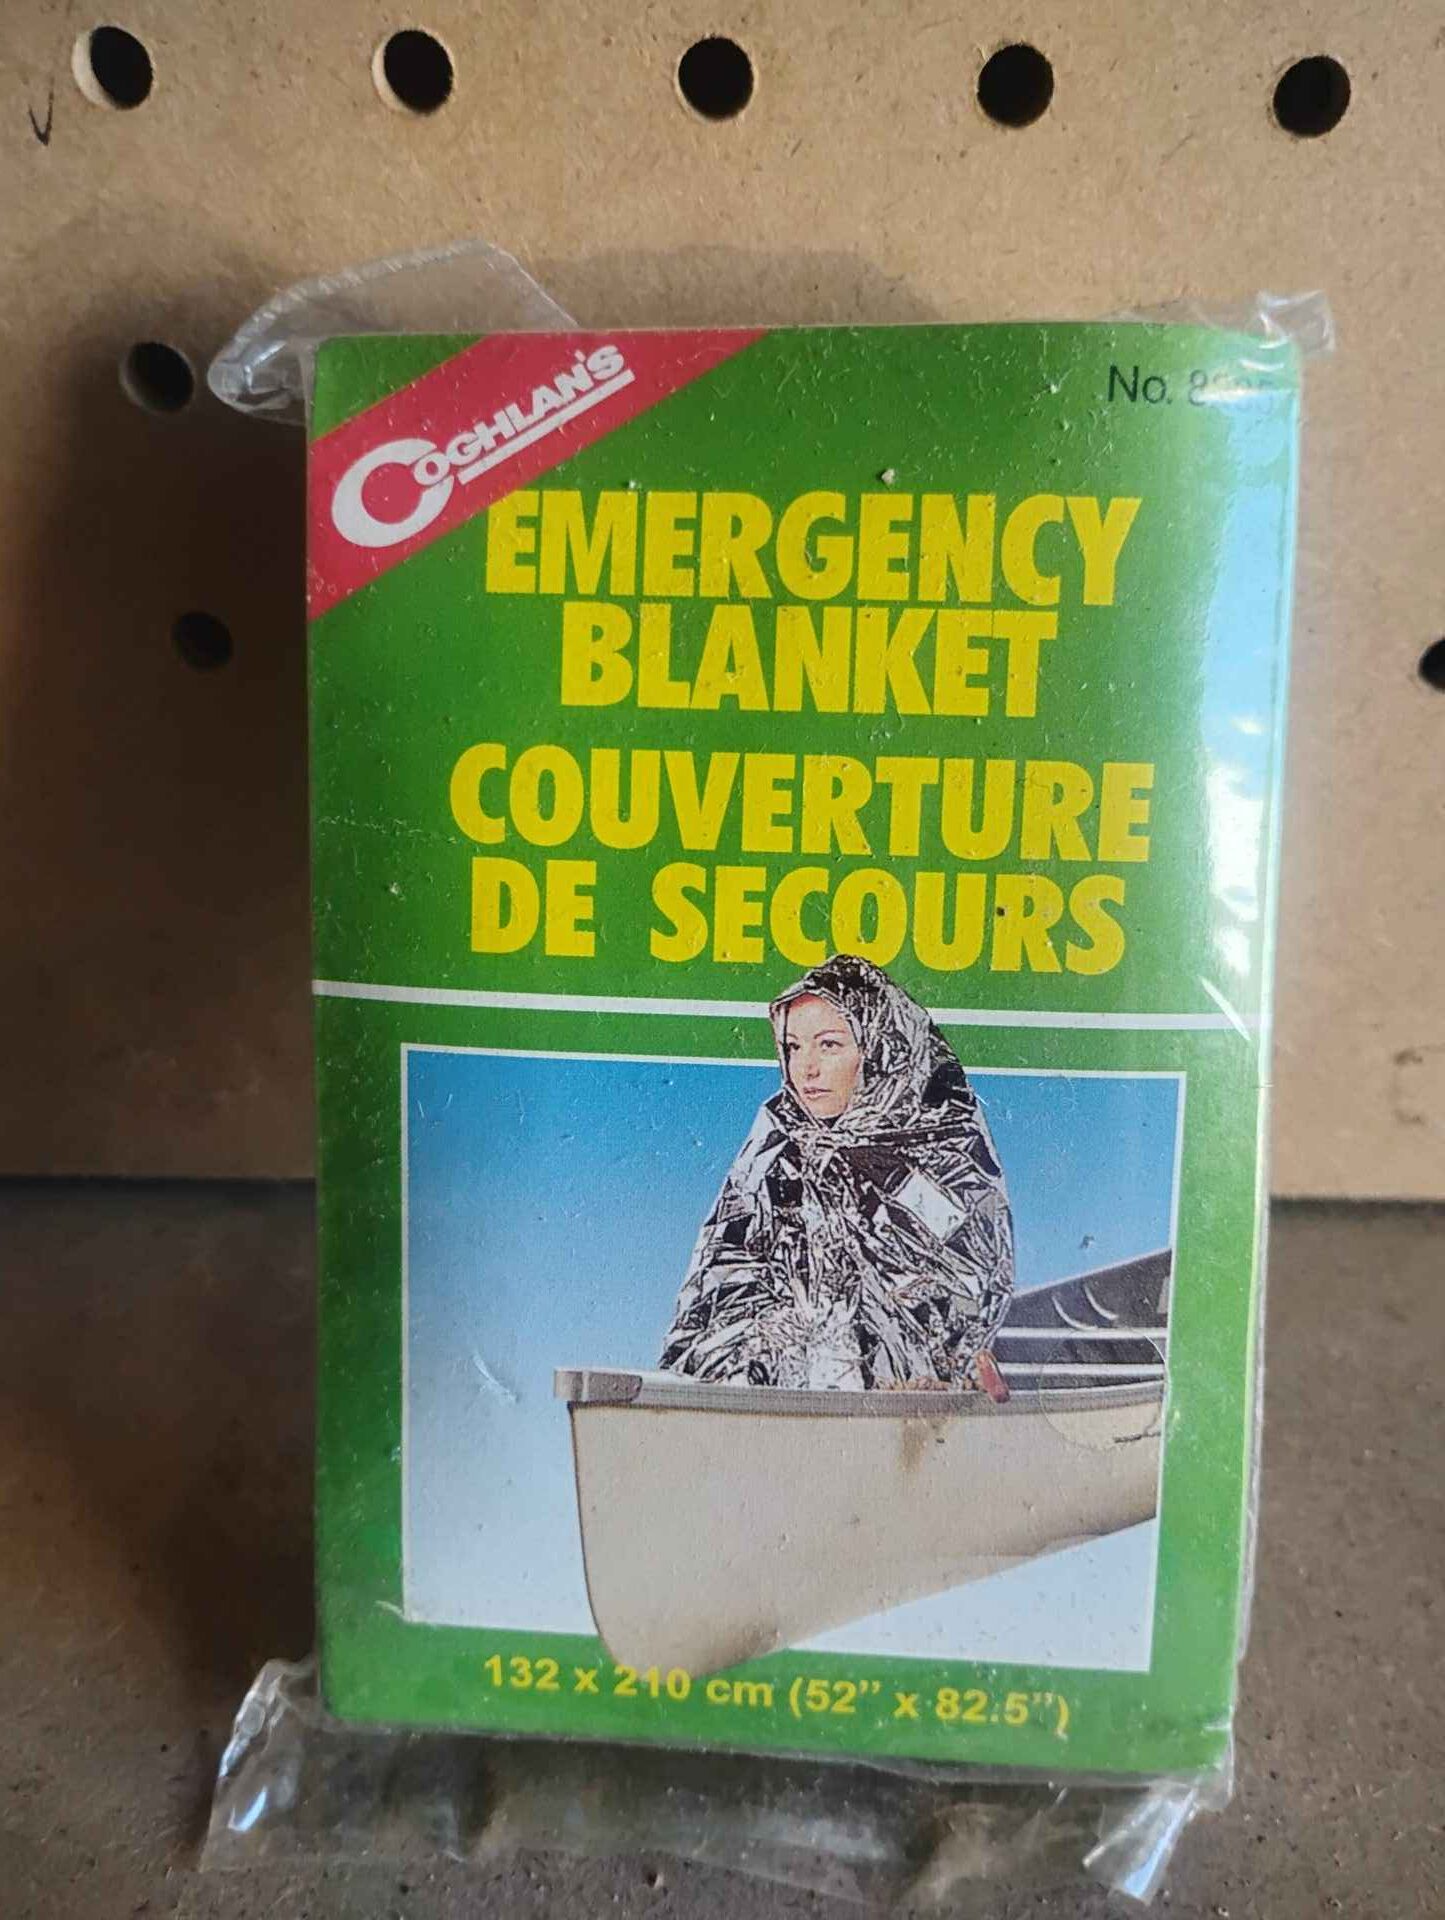 COGHLAN'S
No.
EMERGENCY
BLANKET
COUVERTURE
DE SECOURS
132 x 210 cm (52" x 82.5")